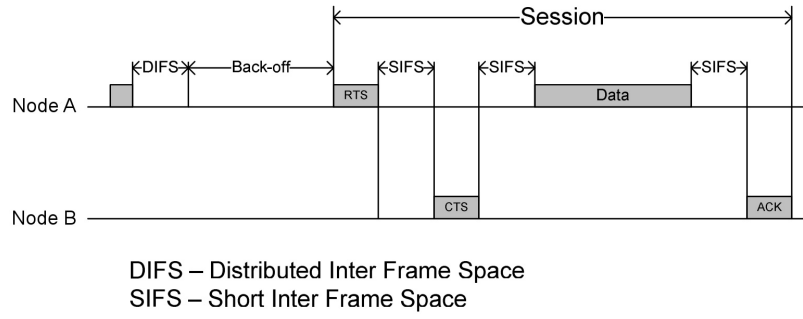 Session
DIFS Back-off SIFS SIFS SIFS
Node A RTS Data
Node B CTS ACK
DIFS – Distributed Inter Frame Space
SIFS – Short Inter Frame Space